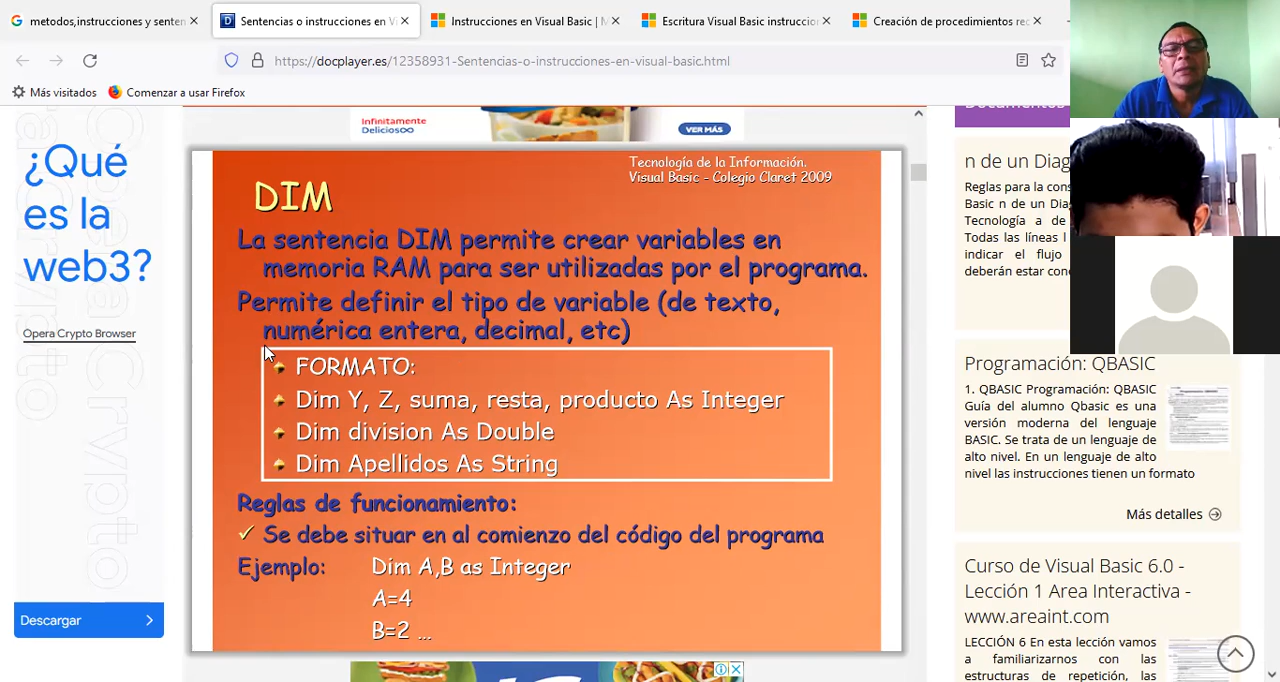 metodos,instrucciones y senten
Sentencias o instrucciones en V
Instrucciones en Visual Basic | M
Escritura Visual Basic instruccio
Creación de procedimientos rec
https://docplayer.es/12358931-Sentencias-o-instrucciones-en-visual-basic.html
Más visitados
Comenzar a usar Firefox
¿Qué
es la
web3?
Opera Crypto Browser
Descargar
Infinitamente
Delicios∞
VER MÁS
Tecnología de la Información.
Visual Basic - Colegio Claret 2009
DIM
La sentencia DIM permite crear variables en
memoria RAM para ser utilizadas por el programa.
Permite definir el tipo de variable (de texto,
numérica entera, decimal, etc)
FORMATO:
Dim Y, Z, suma, resta, producto As Integer
Dim division As Double
Dim Apellidos As String
Reglas de funcionamiento:
Se debe situar en al comienzo del código del programa
Ejemplo: Dim A,B as Integer
A=4
B=2 ...
Documentos
n de un Diag
Reglas para la cons
Basic n de un Diag
Tecnología a de
Todas las líneas l
indicar el flujo
deberán estar con
Programación: QBASIC
1. QBASIC Programación: QBASIC
Guía del alumno Qbasic es una
versión moderna del lenguaje
BASIC. Se trata de un lenguaje de
alto nivel. En un lenguaje de alto
nivel las instrucciones tienen un formato
Más detalles
Curso de Visual Basic 6.0 -
Lección 1 Area Interactiva -
www.areaint.com
LECCIÓN 6 En esta lección vamos
a familiarizarnos con las
estructuras de repetición, las